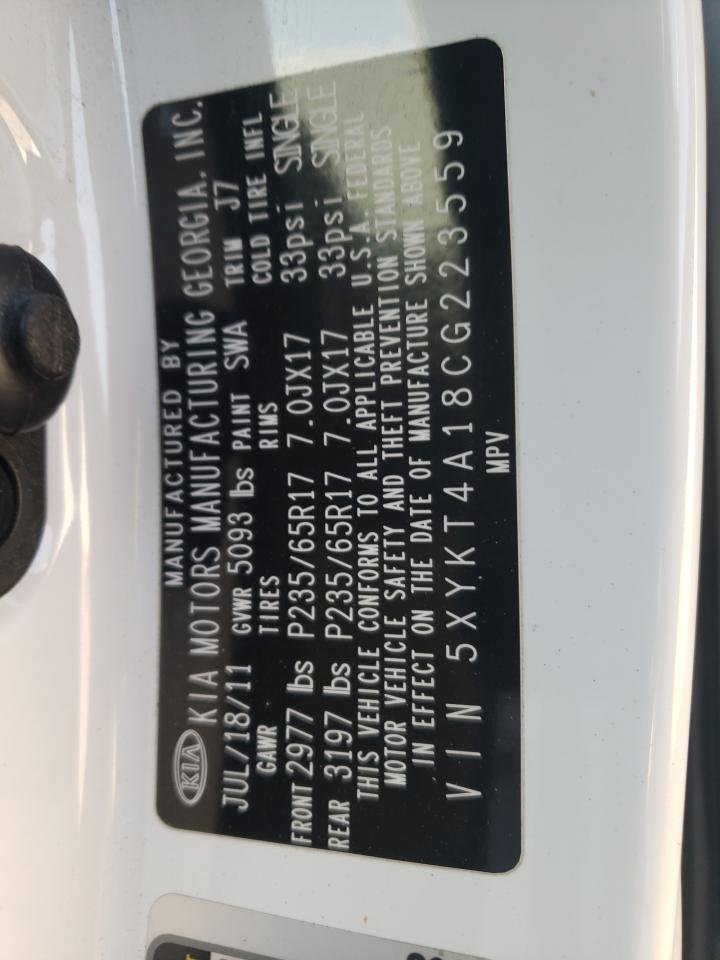 MANUFACTURED BY
KIA KIA MOTORS MANUFACTURING GEORGIA, INC.
JUL/18/11 GVWR 5093 lbs PAINT SWA TRIM J7
GAWR TIRES RIMS COLD TIRE INFL
FRONT 2977 lbs P235/65R17 7.0JX17 33psi SINGLE
REAR 3197 lbs P235/65R17 7.0JX17 33psi SINGLE
THIS VEHICLE CONFORMS TO ALL APPLICABLE U.S.A. FEDERAL
MOTOR VEHICLE SAFETY AND THEFT PREVENTION STANDARDS
IN EFFECT ON THE DATE OF MANUFACTURE SHOWN ABOVE
VIN 5XYKT4A18CG223559
MPV